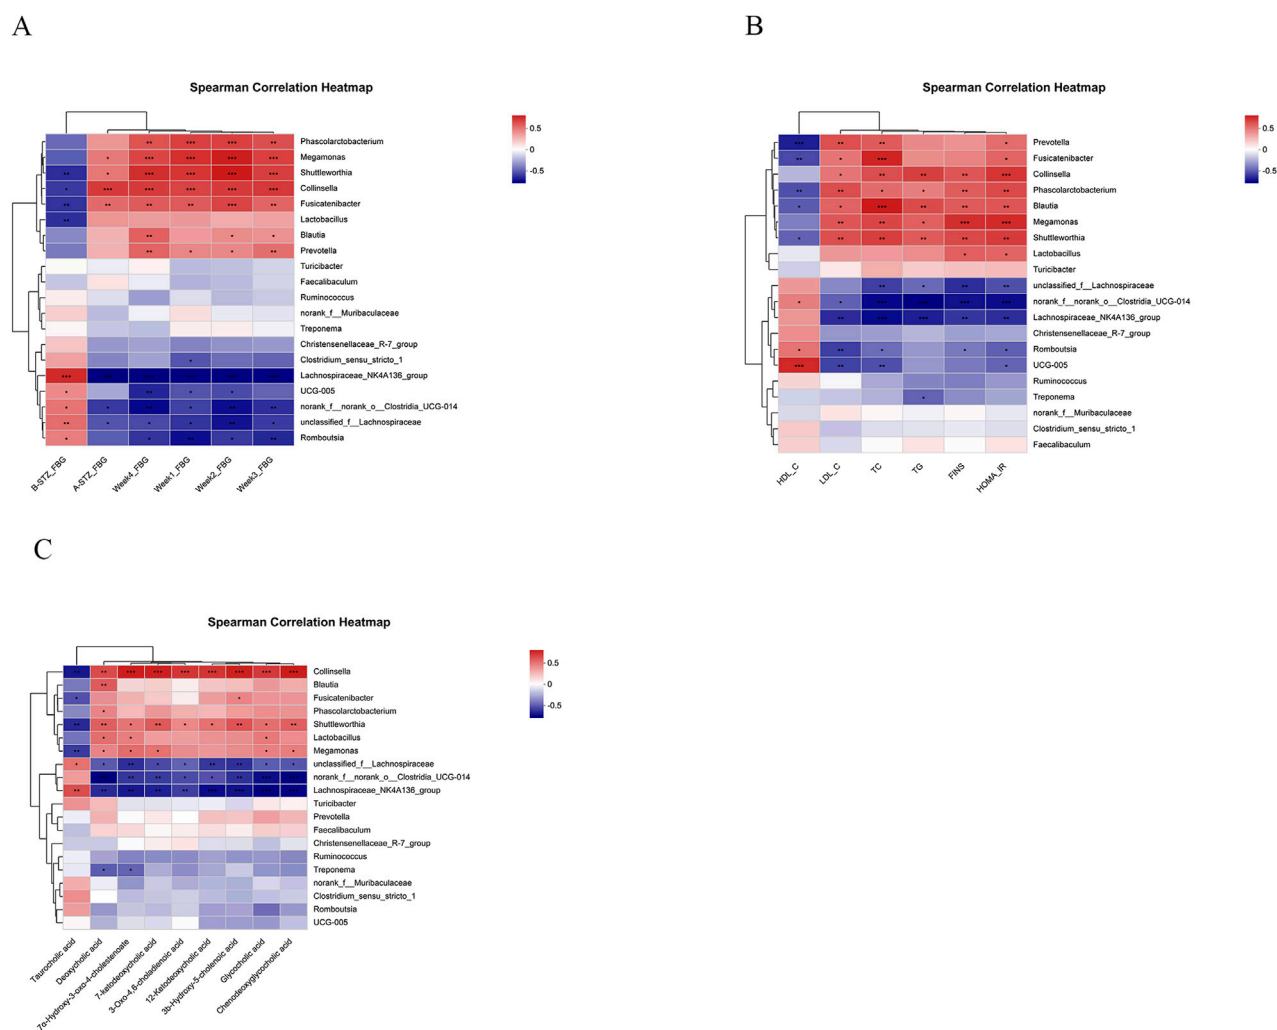 A
Spearman Correlation Heatmap
0.5
0
-0.5
Phascolarctobacterium
Megamonas
Shuttleworthia
Collinsella
Fusicatenibacter
Lactobacillus
Blautia
Prevotella
Turicibacter
Faecalibaculum
Ruminococcus
norank_f__Muribaculaceae
Treponema
Christensenellaceae_R-7_group
Clostridium_sensu_stricto_1
Lachnospiraceae_NK4A136_group
UCG-005
norank_f__norank_o__Clostridia_UCG-014
unclassified_f__Lachnospiraceae
Romboutsia
B-STZ_FBG
A-STZ_FBG
Week4_FBG
Week1_FBG
Week2_FBG
Week3_FBG
B
Spearman Correlation Heatmap
0.5
0
-0.5
Prevotella
Fusicatenibacter
Collinsella
Phascolarctobacterium
Blautia
Megamonas
Shuttleworthia
Lactobacillus
Turicibacter
unclassified_f__Lachnospiraceae
norank_f__norank_o__Clostridia_UCG-014
Lachnospiraceae_NK4A136_group
Christensenellaceae_R-7_group
Romboutsia
UCG-005
Ruminococcus
Treponema
norank_f__Muribaculaceae
Clostridium_sensu_stricto_1
Faecalibaculum
HDL_C
LDL_C
TC
TG
FINS
HOMA_IR
C
Spearman Correlation Heatmap
0.5
0
-0.5
Collinsella
Blautia
Fusicatenibacter
Phascolarctobacterium
Shuttleworthia
Lactobacillus
Megamonas
unclassified_f__Lachnospiraceae
norank_f__norank_o__Clostridia_UCG-014
Lachnospiraceae_NK4A136_group
Turicibacter
Prevotella
Faecalibaculum
Christensenellaceae_R-7_group
Ruminococcus
Treponema
norank_f__Muribaculaceae
Clostridium_sensu_stricto_1
Romboutsia
UCG-005
Taurocholic acid
Deoxycholic acid
7α-Hydroxy-3-oxo-4-cholestenoate
7-ketodeoxycholic acid
3-Oxo-4,6-choladienoic acid
12-Ketodeoxycholic acid
3b-Hydroxy-5-cholenoic acid
Glycocholic acid
Chenodeoxyglycocholic acid